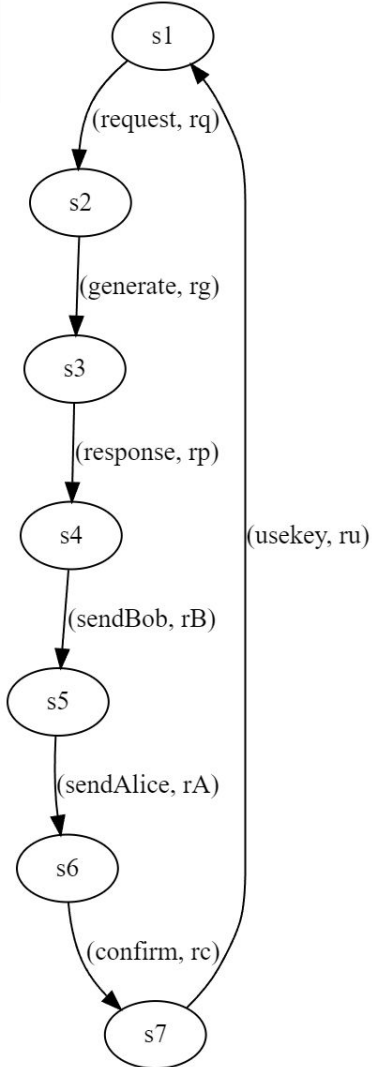 s1
(request, rq)
s2
(generate, rg)
s3
(response, rp)
s4
(usekey, ru)
(sendBob, rB)
s5
(sendAlice, rA)
s6
(confirm, rc)
s7